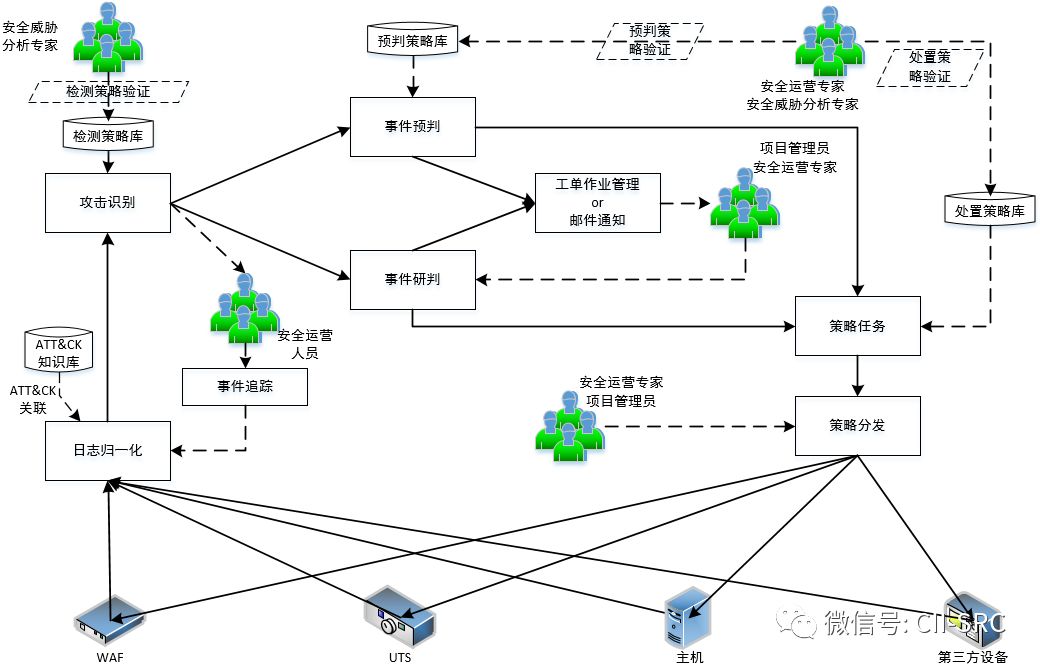 安全威胁
分析专家
检测策略验证
检测策略库
攻击识别
预判策略库
预判策
略验证
处置策
略验证
安全运营专家
安全威胁分析专家
事件预判
工单作业管理
or
邮件通知
项目管理员
安全运营专家
处置策略库
事件研判
安全运营
人员
事件追踪
ATT&CK
知识库
ATT&CK
关联
日志归一化
策略任务
安全运营专家
项目管理员
策略分发
WAF
UTS
主机
第三方设备
微信号: CII-SRC